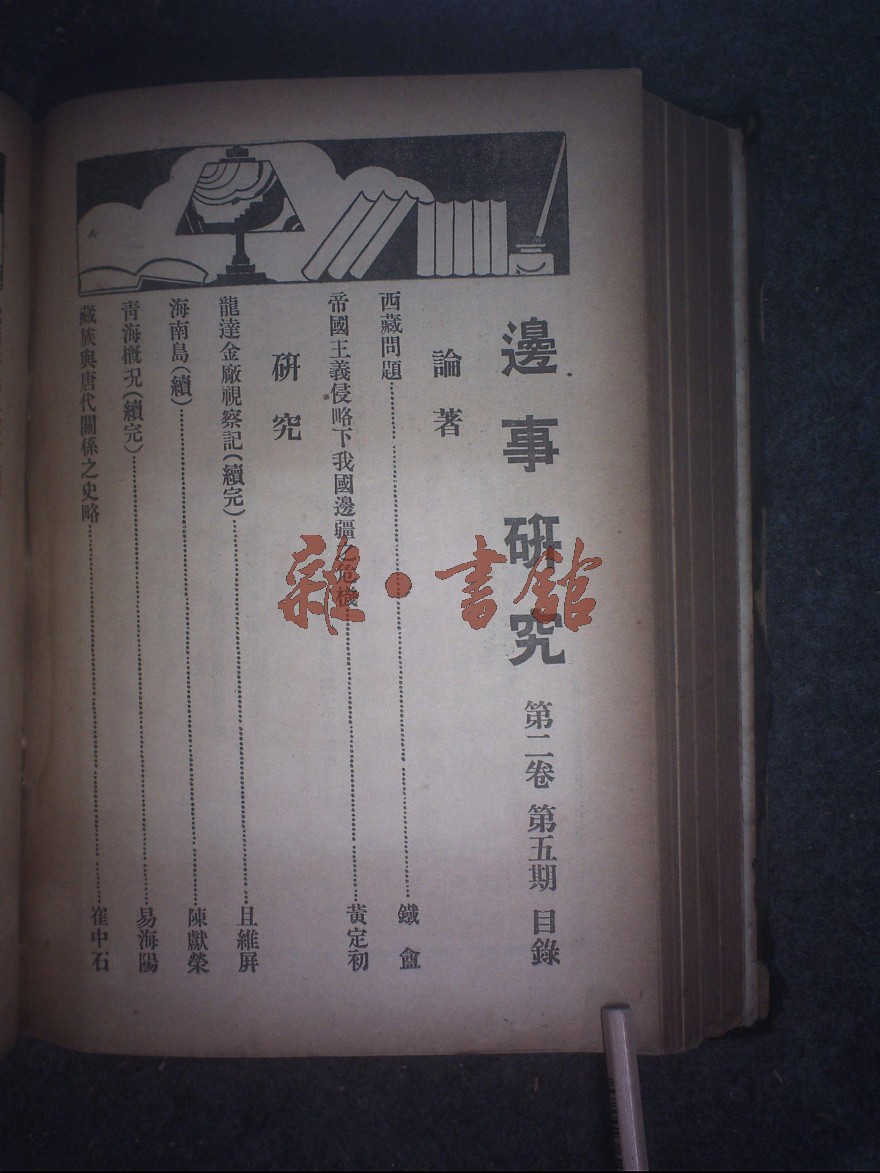 邊事研究 第二卷 第五期 目錄
論著
西藏問題 鐵盦
帝國主義侵略下我國邊疆之危機 黃定初
研究
龍達金廠視察記(續完) 且維屏
海南島(續) 陳獻榮
靑海概況(續完) 易海陽
藏族與唐代關係之史略 崔中石
雜·書館